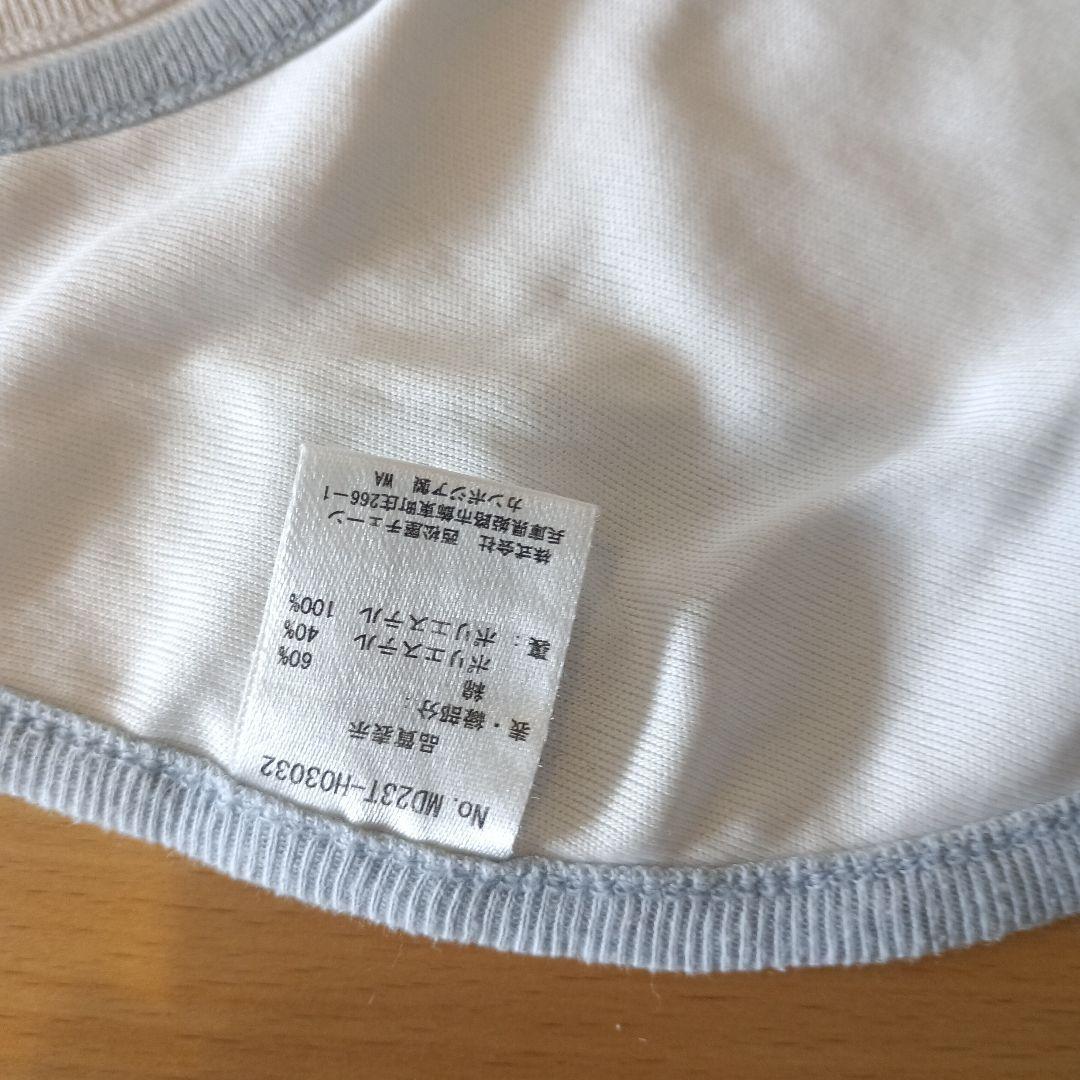 No. MD23T-H03032
品質表示
表・縁部分：
綿 60%
ポリエステル 40%
裏：ポリエステル 100%
株式会社 西松屋チェーン
兵庫県姫路市飾東町庄266-1
カンボジア製 WA